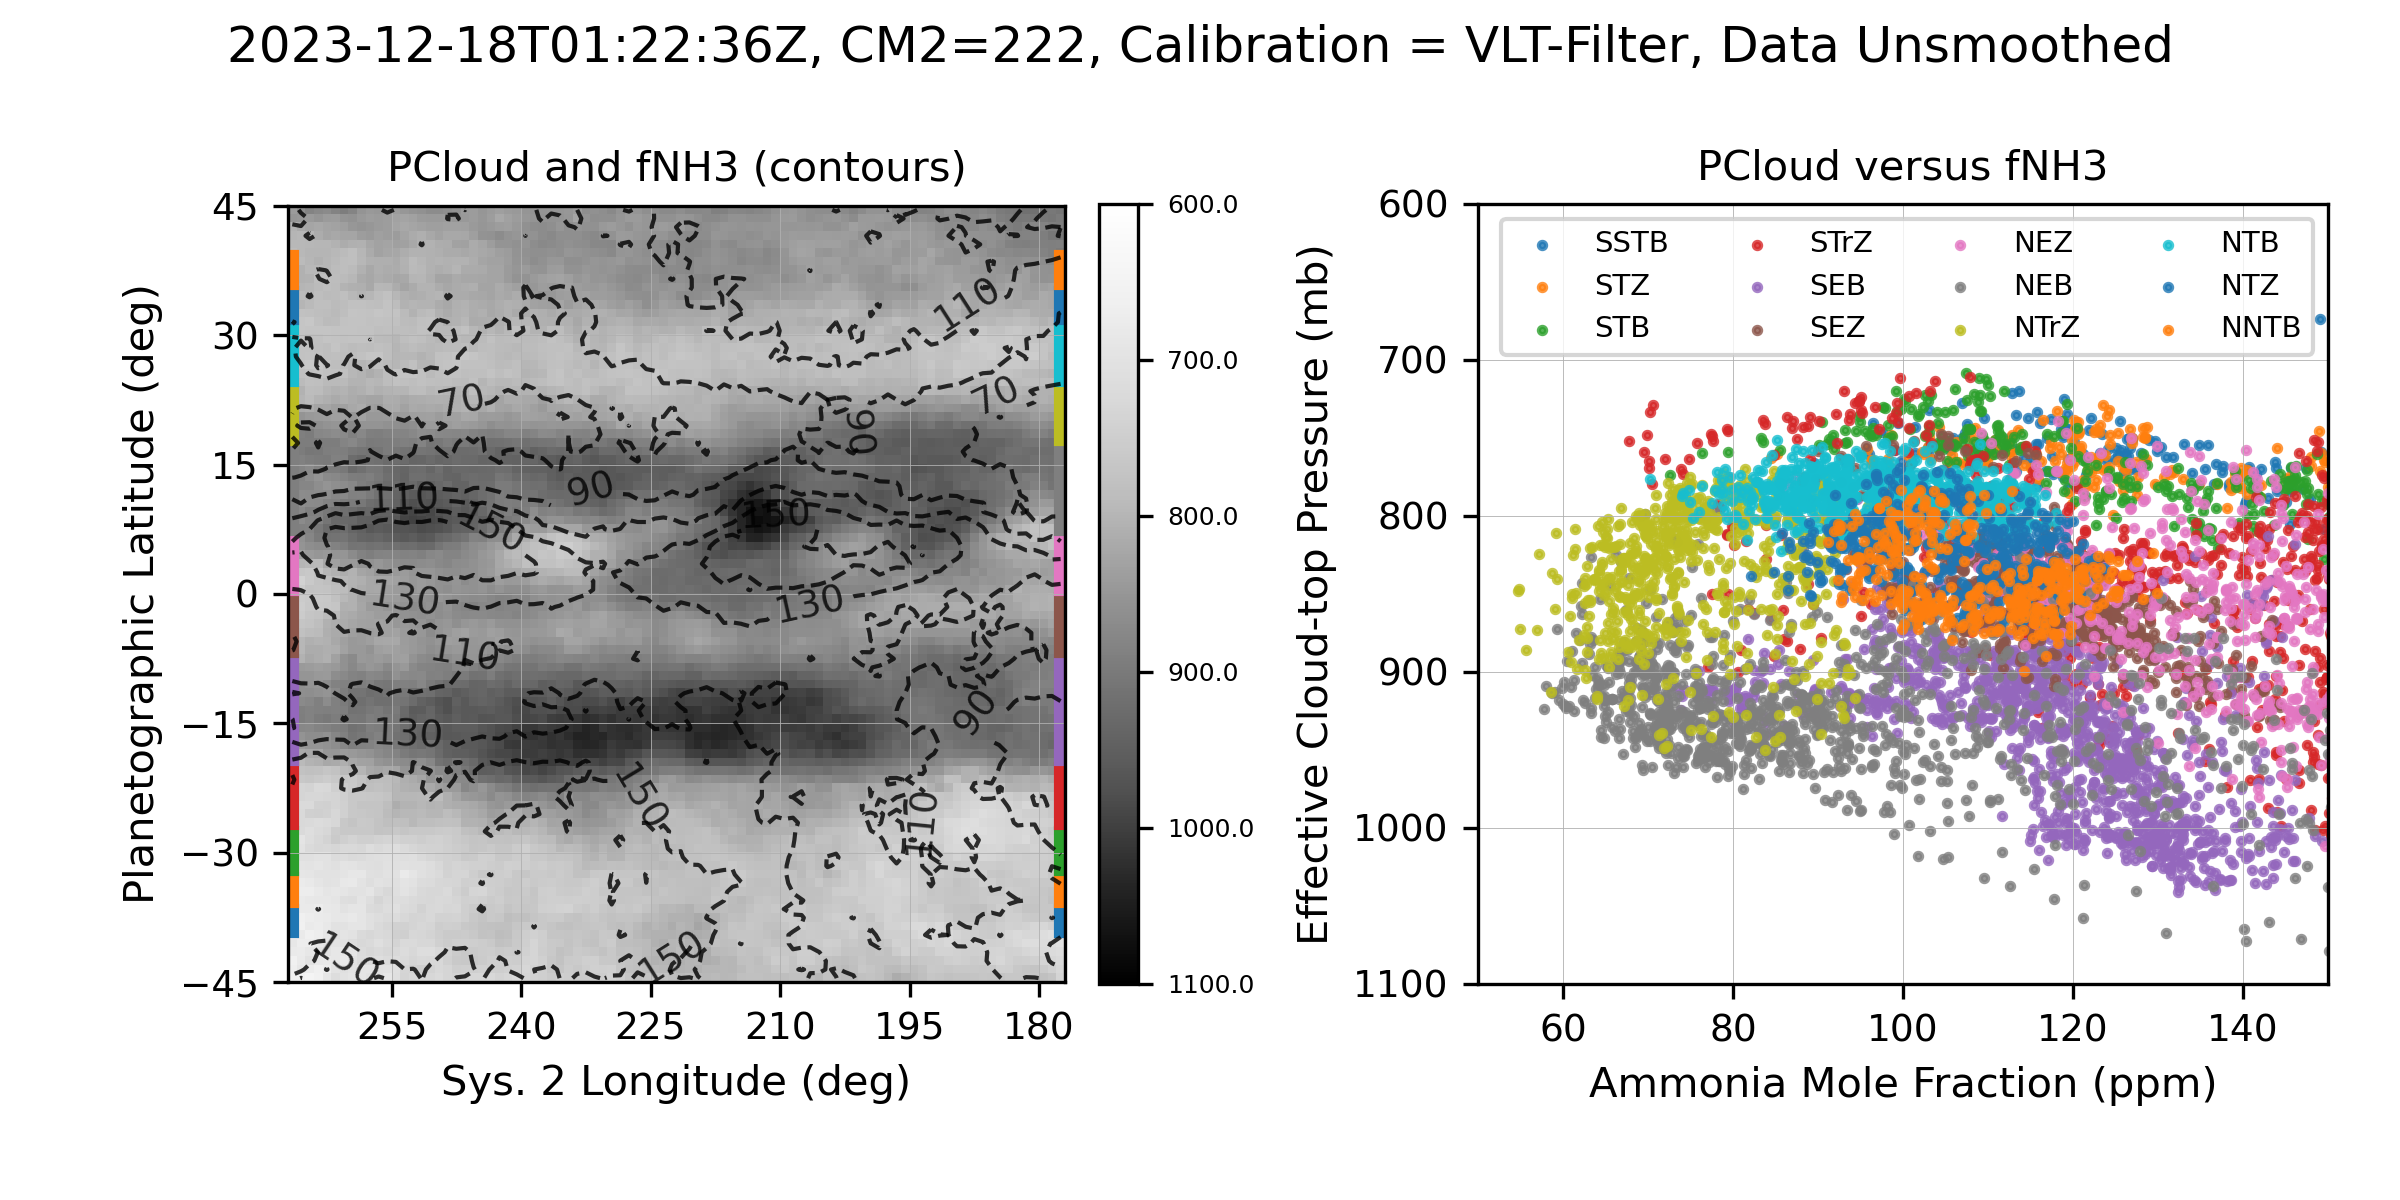 2023-12-18T01:22:36Z, CM2=222, Calibration = VLT-Filter, Data Unsmoothed
PCloud and fNH3 (contours)
Planetographic Latitude (deg)
45
30
15
0
−15
−30
−45
255
240
225
210
195
180
Sys. 2 Longitude (deg)
110
70
70
90
90
110
150
150
130
130
110
130
90
150
110
150
150
600.0
700.0
800.0
900.0
1000.0
1100.0
PCloud versus fNH3
Effective Cloud-top Pressure (mb)
600
700
800
900
1000
1100
SSTB
STZ
STB
STrZ
SEB
SEZ
NEZ
NEB
NTrZ
NTB
NTZ
NNTB
60
80
100
120
140
Ammonia Mole Fraction (ppm)